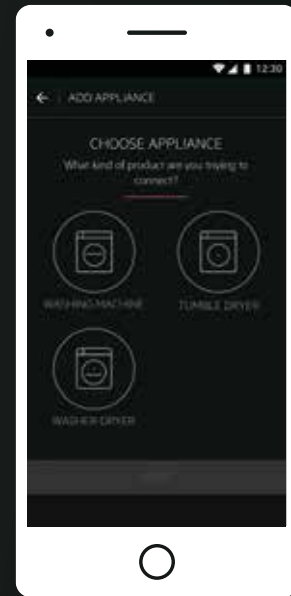 12:30
ADD APPLIANCE
CHOOSE APPLIANCE
What kind of product are you trying to
connect?
WASHING MACHINE
TUMBLE DRYER
WASHER DRYER